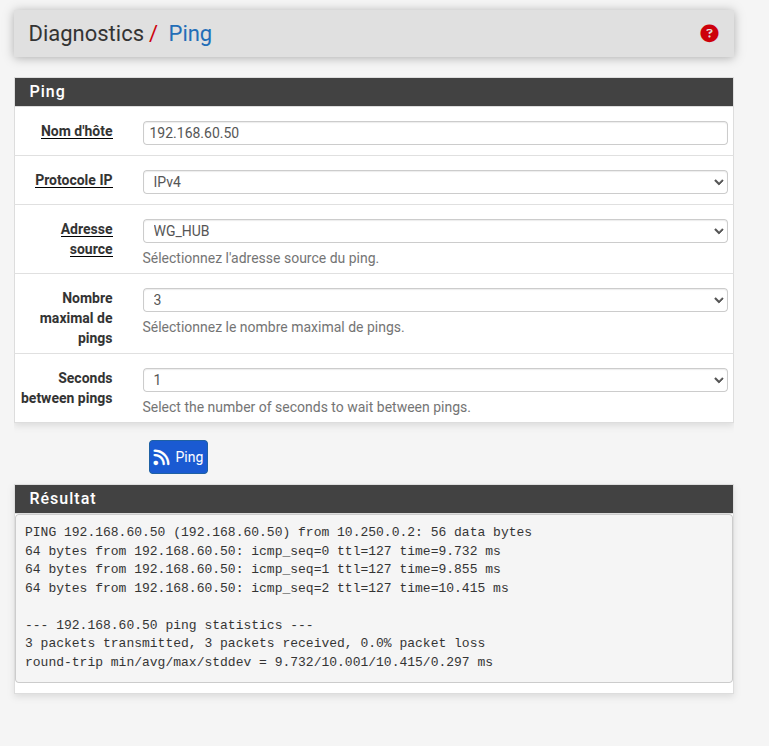 Diagnostics / Ping
?
Ping
Nom d'hôte
192.168.60.50
Protocole IP
IPv4
Adresse
source
WG_HUB
Sélectionnez l'adresse source du ping.
Nombre
maximal de
pings
3
Sélectionnez le nombre maximal de pings.
Seconds
between pings
1
Select the number of seconds to wait between pings.
Ping
Résultat
PING 192.168.60.50 (192.168.60.50) from 10.250.0.2: 56 data bytes
64 bytes from 192.168.60.50: icmp_seq=0 ttl=127 time=9.732 ms
64 bytes from 192.168.60.50: icmp_seq=1 ttl=127 time=9.855 ms
64 bytes from 192.168.60.50: icmp_seq=2 ttl=127 time=10.415 ms
--- 192.168.60.50 ping statistics ---
3 packets transmitted, 3 packets received, 0.0% packet loss
round-trip min/avg/max/stddev = 9.732/10.001/10.415/0.297 ms